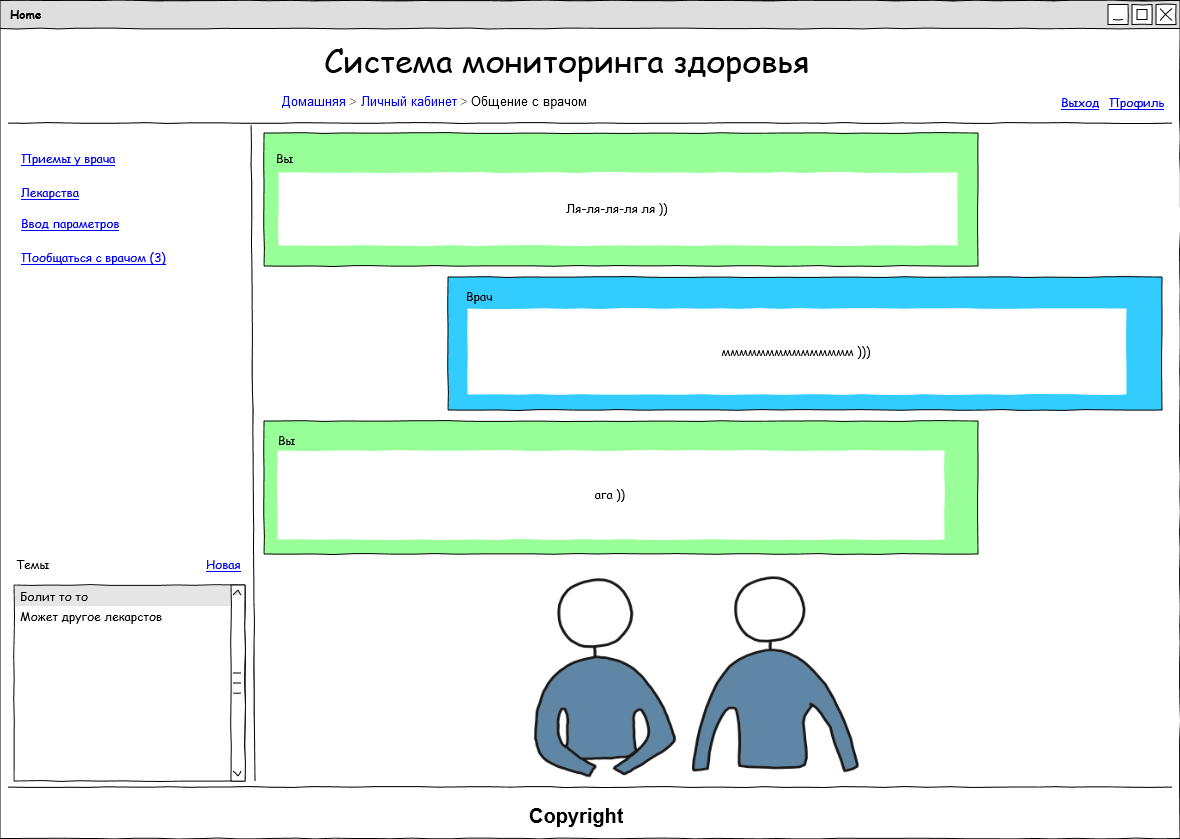 Home
Система мониторинга здоровья
Домашняя > Личный кабинет > Общение с врачом
Выход Профиль
Приемы у врача
Лекарства
Ввод параметров
Пообщаться с врачом (3)
Вы
Ля-ля-ля-ля ля ))
Врач
ммммммммммммммм )))
Вы
ага ))
Темы Новая
Болит то то
Может другое лекарстов
Copyright